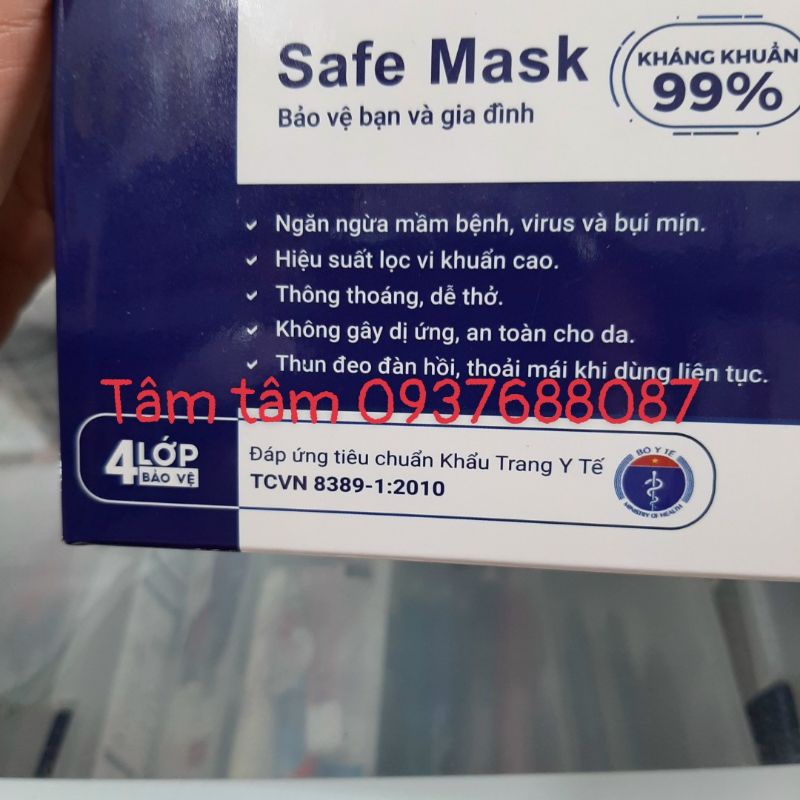 Safe Mask
Bảo vệ bạn và gia đình
KHÁNG KHUẨN
99%
Ngăn ngừa mầm bệnh, virus và bụi mịn.
Hiệu suất lọc vi khuẩn cao.
Thông thoáng, dễ thở.
Không gây dị ứng, an toàn cho da.
Thun đeo đàn hồi, thoải mái khi dùng liên tục.
Tâm tâm 0937688087
4 LỚP
BẢO VỆ
Đáp ứng tiêu chuẩn Khẩu Trang Y Tế
TCVN 8389-1:2010
BỘ Y TẾ
MINISTRY OF HEALTH